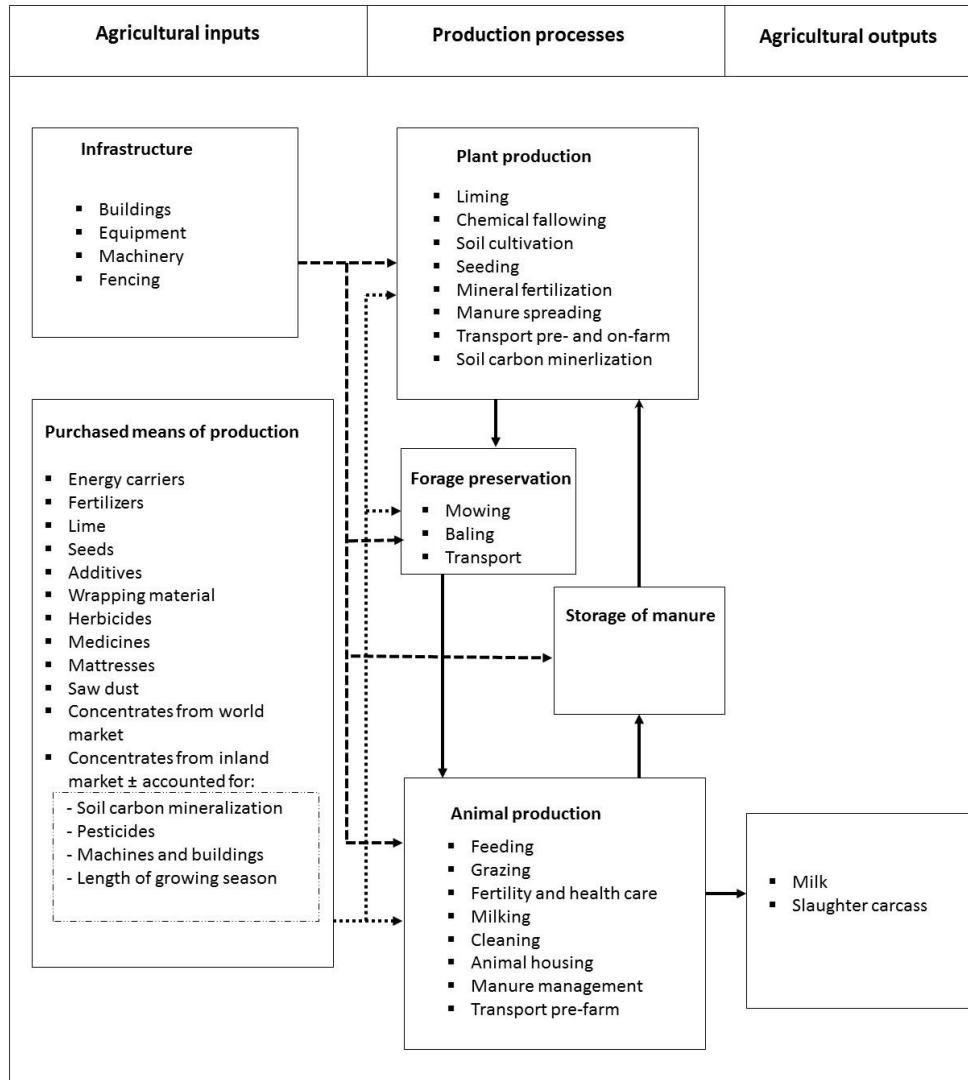 Agricultural inputs
Production processes
Agricultural outputs
Infrastructure
▪ Buildings
▪ Equipment
▪ Machinery
▪ Fencing
Purchased means of production
▪ Energy carriers
▪ Fertilizers
▪ Lime
▪ Seeds
▪ Additives
▪ Wrapping material
▪ Herbicides
▪ Medicines
▪ Mattresses
▪ Saw dust
▪ Concentrates from world
market
▪ Concentrates from inland
market ± accounted for:
- Soil carbon mineralization
- Pesticides
- Machines and buildings
- Length of growing season
Plant production
▪ Liming
▪ Chemical fallowing
▪ Soil cultivation
▪ Seeding
▪ Mineral fertilization
▪ Manure spreading
▪ Transport pre- and on-farm
▪ Soil carbon minerlization
Forage preservation
▪ Mowing
▪ Baling
▪ Transport
Storage of manure
Animal production
▪ Feeding
▪ Grazing
▪ Fertility and health care
▪ Milking
▪ Cleaning
▪ Animal housing
▪ Manure management
▪ Transport pre-farm
▪ Milk
▪ Slaughter carcass